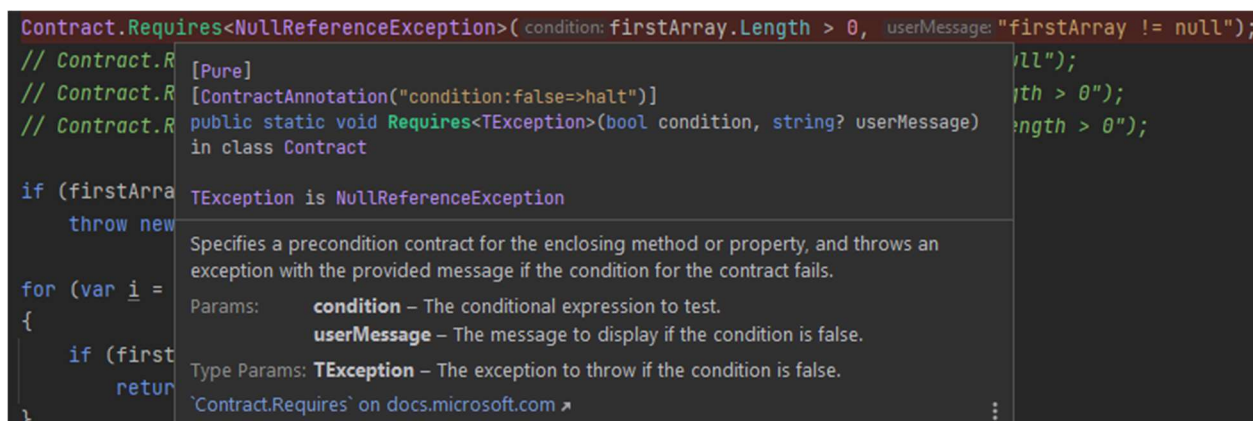 Contract.Requires<NullReferenceException>( condition: firstArray.Length > 0, userMessage: "firstArray != null");
// Contract.R
// Contract.R gth > 0");
// Contract.R ength > 0");
[Pure]
[ContractAnnotation("condition:false=>halt")]
public static void Requires<TException>(bool condition, string? userMessage)
in class Contract
TException is NullReferenceException
Specifies a precondition contract for the enclosing method or property, and throws an
exception with the provided message if the condition for the contract fails.
Params: condition – The conditional expression to test.
userMessage – The message to display if the condition is false.
Type Params: TException – The exception to throw if the condition is false.
`Contract.Requires` on docs.microsoft.com ↗
if (firstArra
throw new
for (var i =
{
if (first
retur